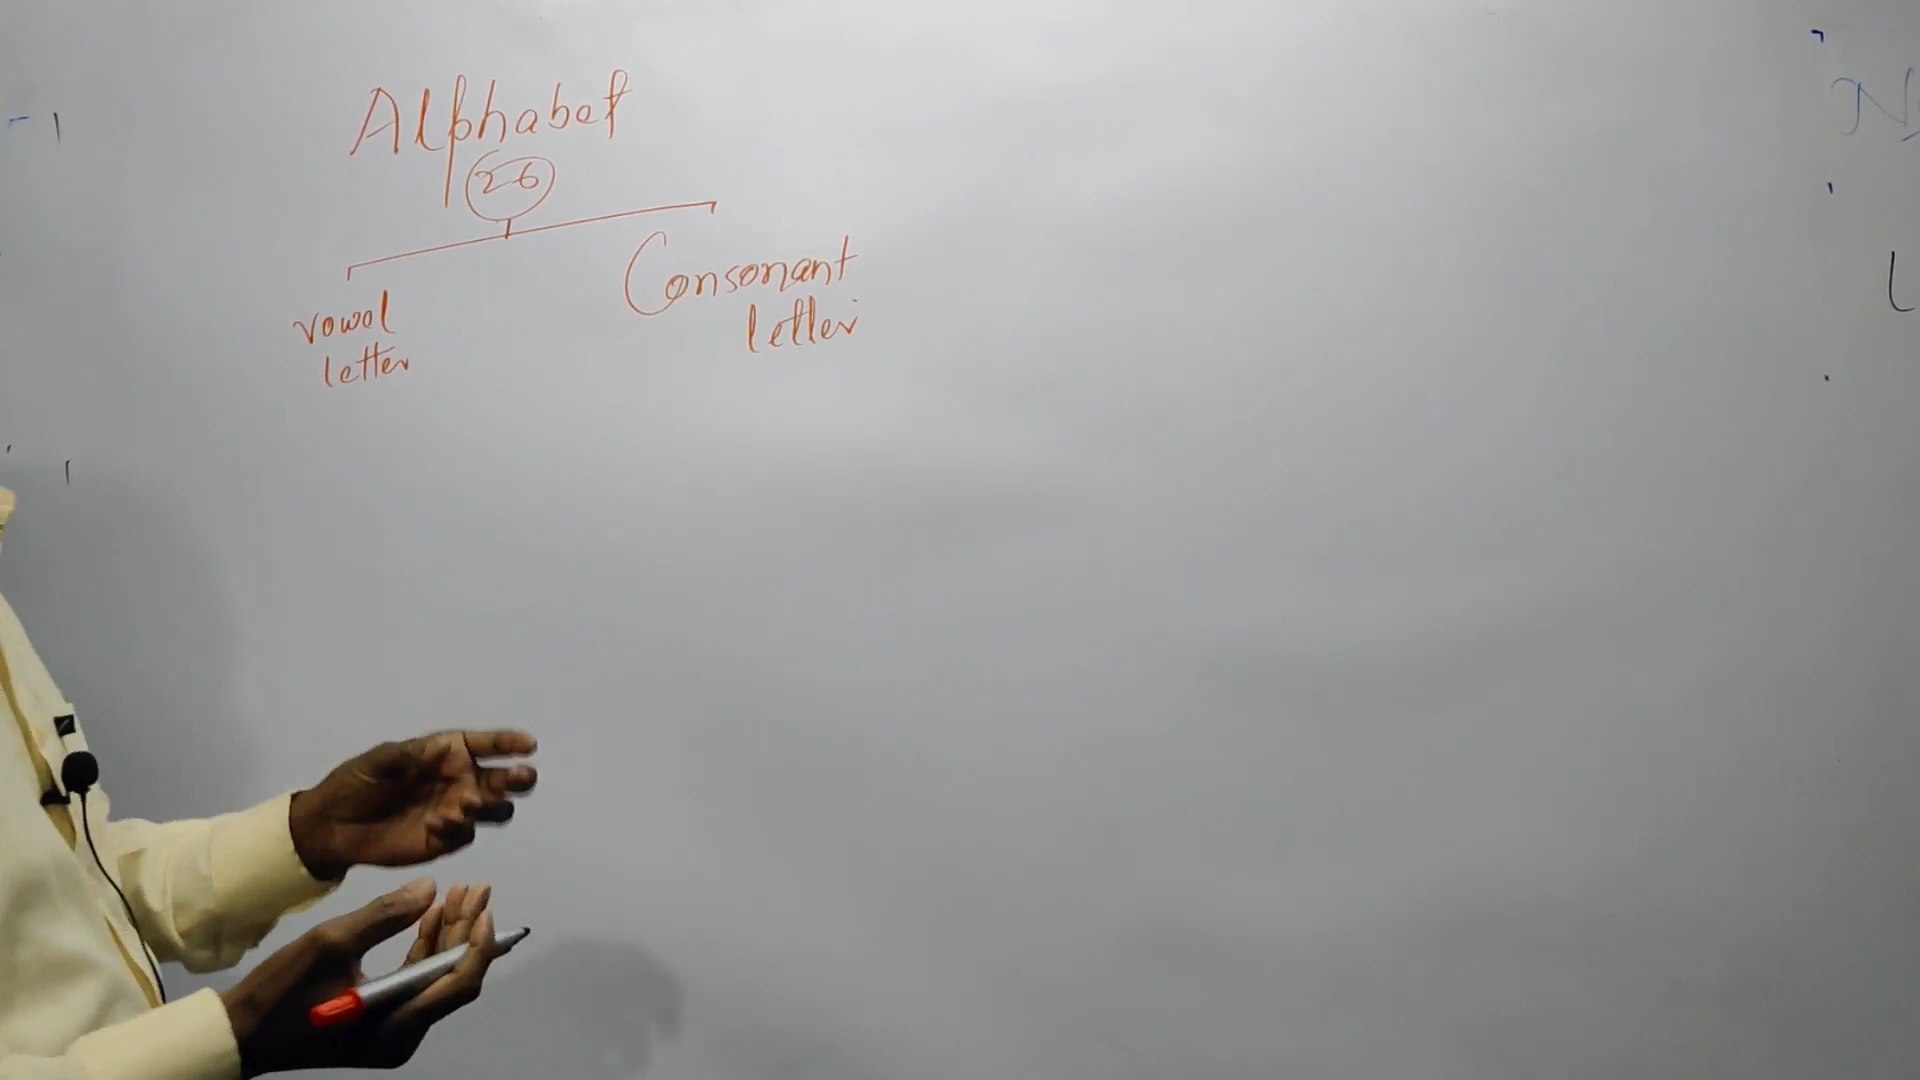 Alphabet
26
vowel
letter
Consonant
letter
N